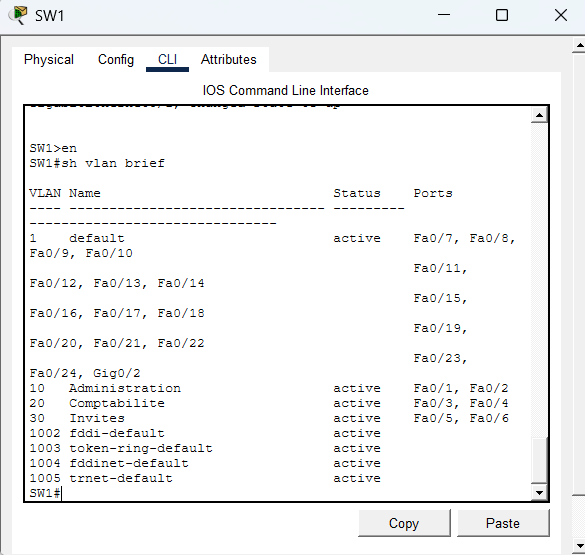 SW1
Physical Config CLI Attributes
IOS Command Line Interface
SW1>en
SW1#sh vlan brief
VLAN Name Status Ports
---- -------------------------------- ---------
-------------------------------
1 default active Fa0/7, Fa0/8,
Fa0/9, Fa0/10
Fa0/11,
Fa0/12, Fa0/13, Fa0/14
Fa0/15,
Fa0/16, Fa0/17, Fa0/18
Fa0/19,
Fa0/20, Fa0/21, Fa0/22
Fa0/23,
Fa0/24, Gig0/2
10 Administration active Fa0/1, Fa0/2
20 Comptabilite active Fa0/3, Fa0/4
30 Invites active Fa0/5, Fa0/6
1002 fddi-default active
1003 token-ring-default active
1004 fddinet-default active
1005 trnet-default active
SW1#
Copy Paste